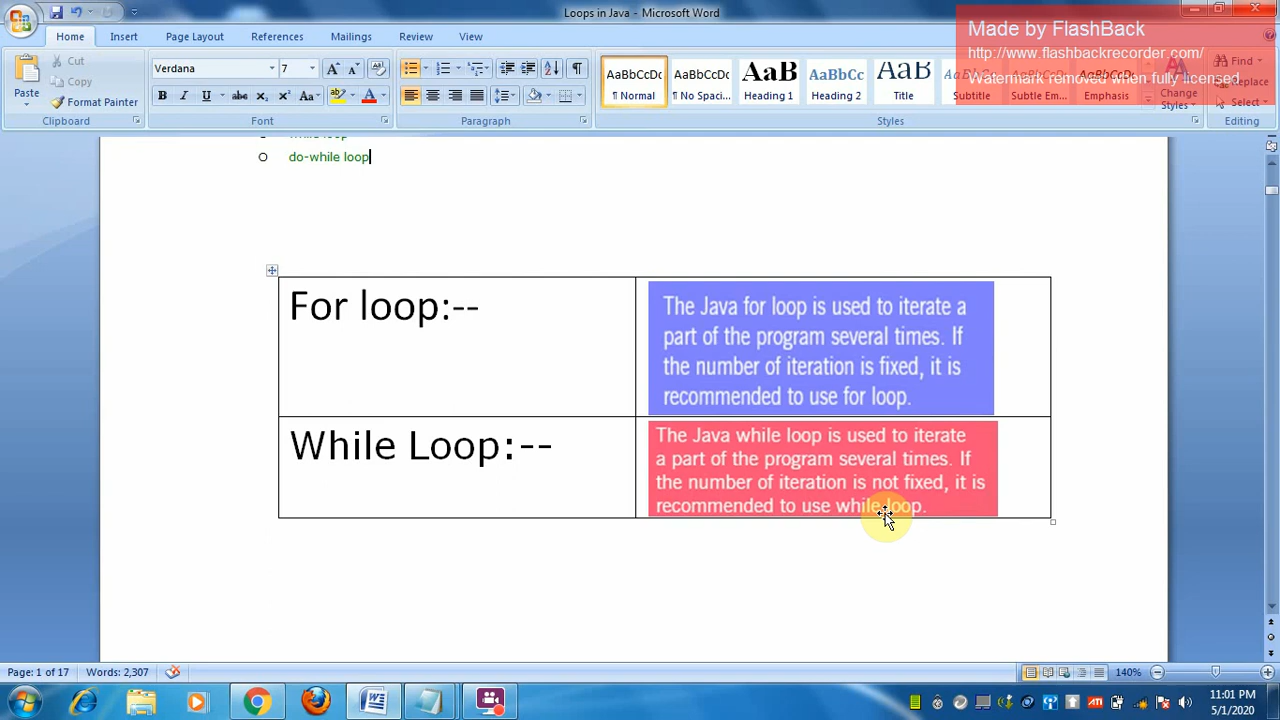 Loops in Java - Microsoft Word
Made by FlashBack
http://www.flashbackrecorder.com/
Watermark removed when fully licensed.
Home Insert Page Layout References Mailings Review View
Paste
Cut
Copy
Format Painter
Verdana 7
AaBbCcDc AaBbCcDc AaB AaBbCc AaB AaBbCc
¶ Normal ¶ No Spaci... Heading 1 Heading 2 Title Subtitle Subtle Em... Emphasis
Change
Styles
Find
Replace
Select
Clipboard Font Paragraph Styles Editing
while loop
do-while loop
For loop:--
The Java for loop is used to iterate a
part of the program several times. If
the number of iteration is fixed, it is
recommended to use for loop.
While Loop:--
The Java while loop is used to iterate
a part of the program several times. If
the number of iteration is not fixed, it is
recommended to use while loop.
Page: 1 of 17 Words: 2,307 140%
11:01 PM
5/1/2020